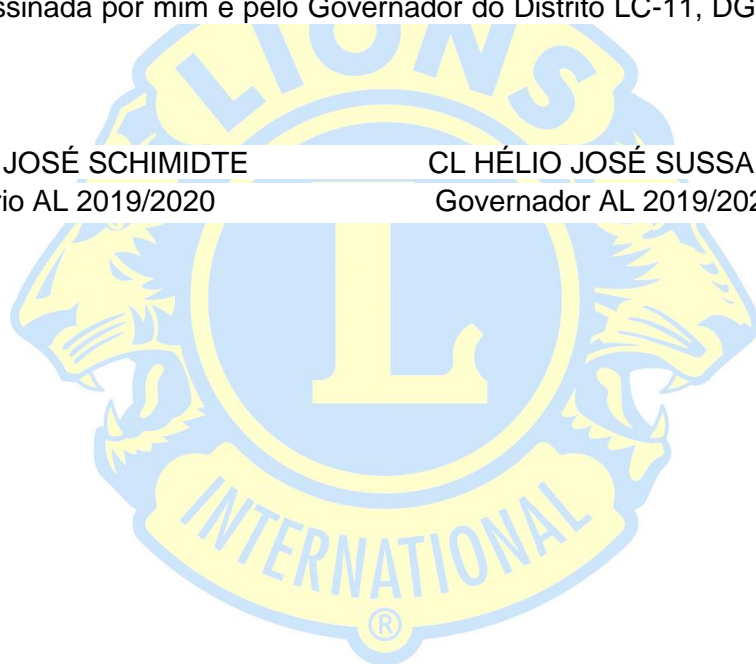 ssinada por mim e pelo Governador do Distrito LC-11, DG
LIONS
JOSÉ SCHIMIDTE CL HÉLIO JOSÉ SUSSA
rio AL 2019/2020 Governador AL 2019/202
L
INTERNATIONAL
®